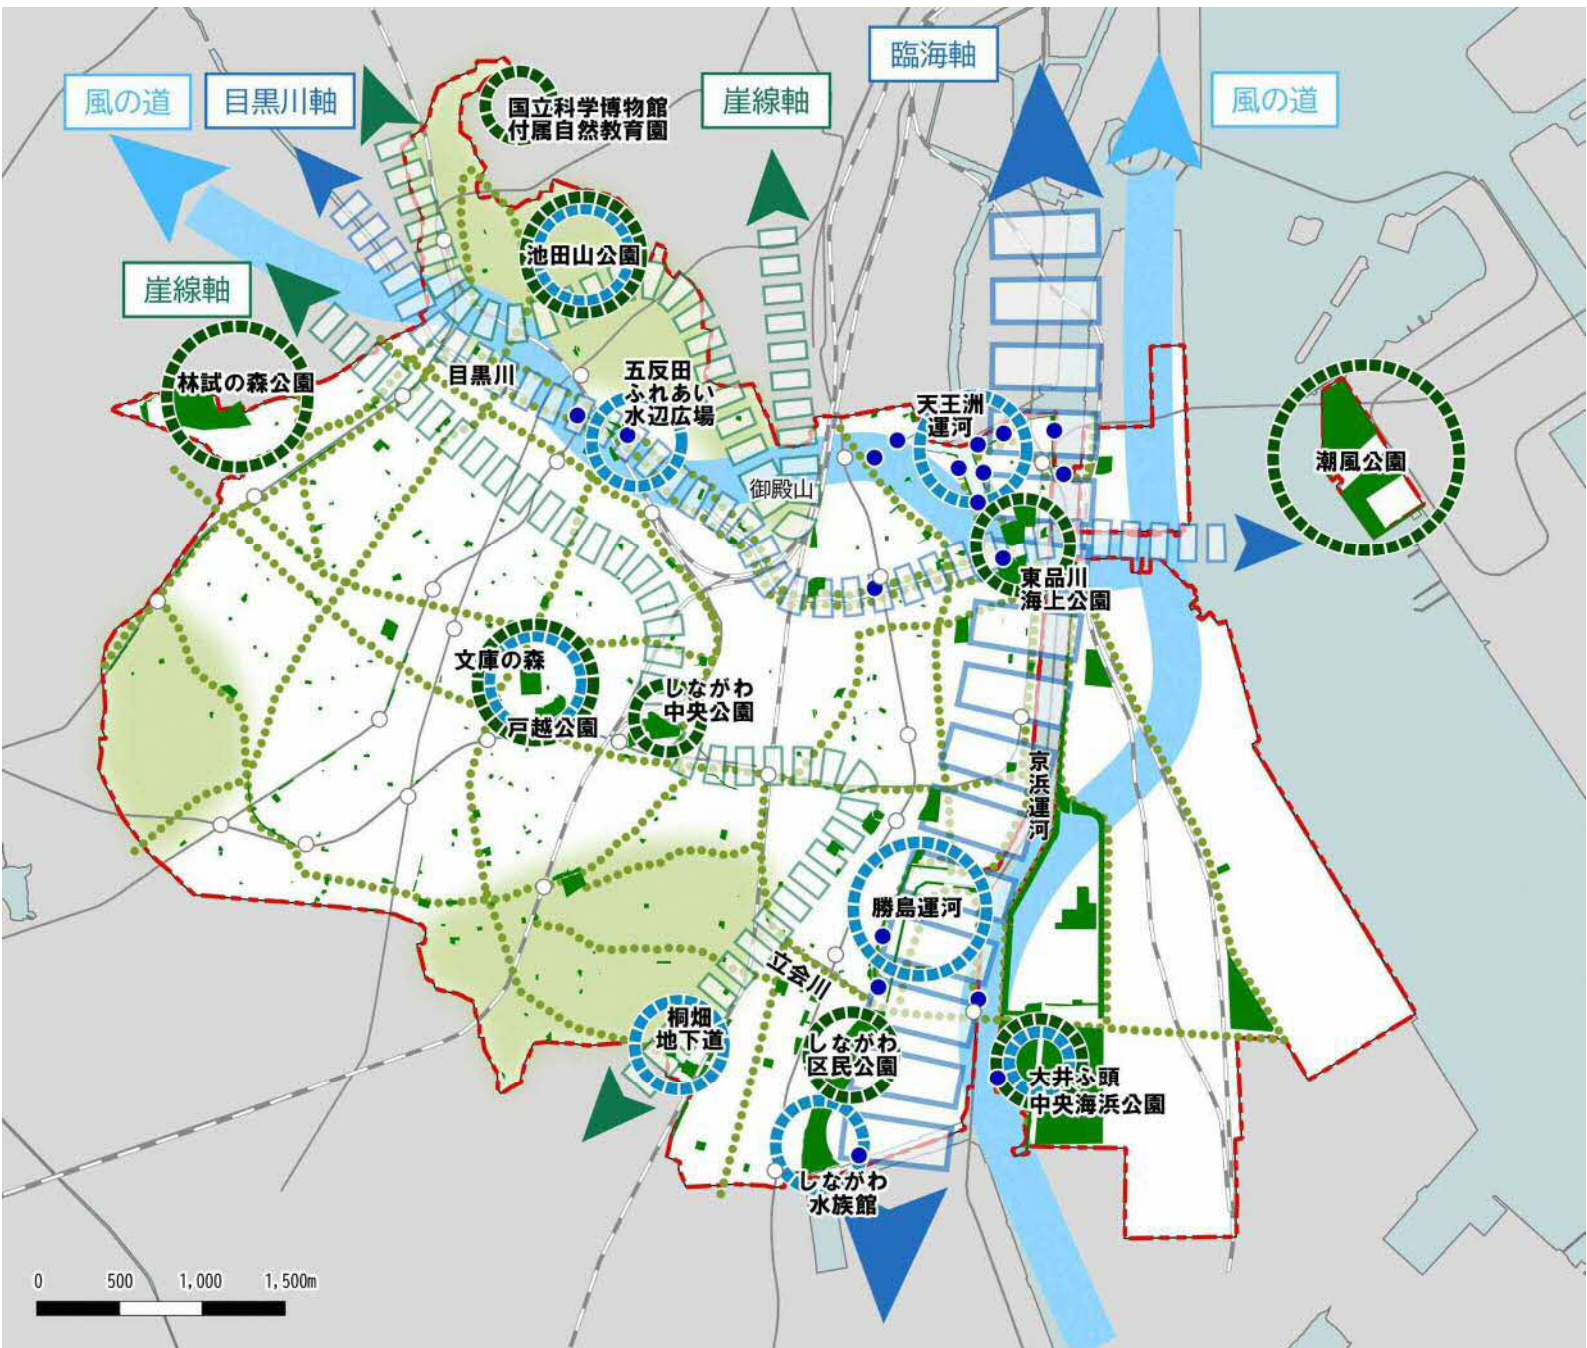 臨海軸
風の道
目黒川軸
崖線軸
風の道
国立科学博物館
付属自然教育園
池田山公園
崖線軸
林試の森公園
目黒川
五反田
ふれあい
水辺広場
天王洲
運河
潮風公園
御殿山
東品川
海上公園
文庫の森
戸越公園
しながわ
中央公園
京浜運河
勝島運河
立会川
桐畑
地下道
しながわ
区民公園
大井ふ頭
中央海浜公園
しながわ
水族館
0 500 1,000 1,500m